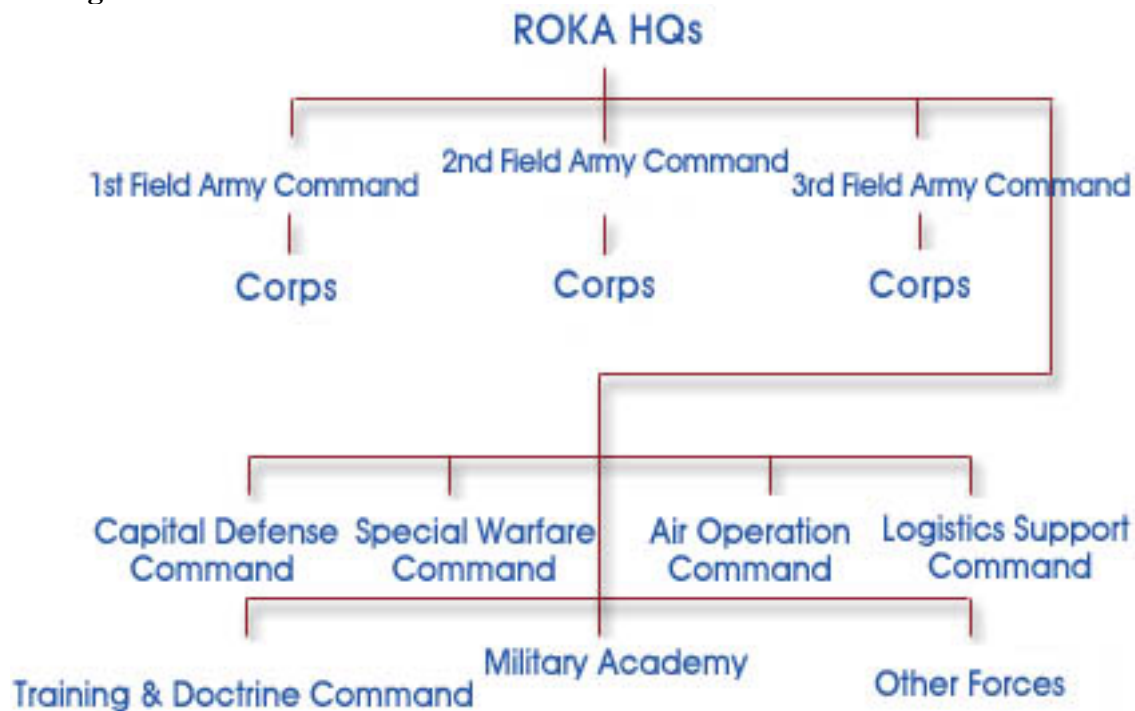 ROKA HQs
1st Field Army Command
2nd Field Army Command
3rd Field Army Command
Corps
Corps
Corps
Capital Defense
Command
Special Warfare
Command
Air Operation
Command
Logistics Support
Command
Training & Doctrine Command
Military Academy
Other Forces